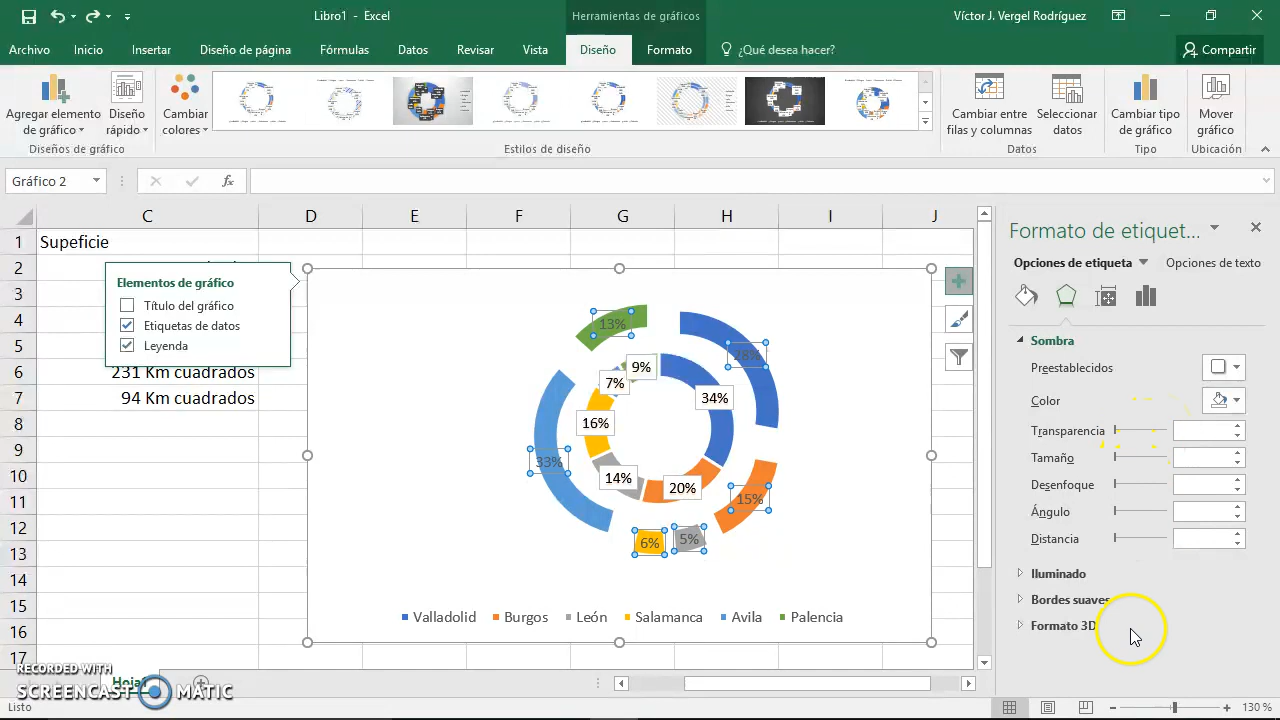 Libro1 - Excel
Herramientas de gráficos
Víctor J. Vergel Rodríguez
Archivo Inicio Insertar Diseño de página Fórmulas Datos Revisar Vista Diseño Formato ¿Qué desea hacer? Compartir
Agregar elemento de gráfico
Diseño rápido
Cambiar colores
Cambiar entre filas y columnas
Seleccionar datos
Cambiar tipo de gráfico
Mover gráfico
Diseños de gráfico Estilos de diseño Datos Tipo Ubicación
Gráfico 2
fx
C D E F G H I J
1 Supeficie
2
3
4
5
6 231 Km cuadrados
7 94 Km cuadrados
8
9
10
11
12
13
14
15
16
17
Elementos de gráfico
Título del gráfico
Etiquetas de datos
Leyenda
13%
28%
9%
7%
34%
16%
33%
14%
20%
15%
6%
5%
Valladolid Burgos León Salamanca Avila Palencia
Formato de etiquet...
Opciones de etiqueta Opciones de texto
Sombra
Preestablecidos
Color
Transparencia
Tamaño
Desenfoque
Ángulo
Distancia
Iluminado
Bordes suaves
Formato 3D
RECORDED WITH
SCREENCAST MATIC
Listo
130 %